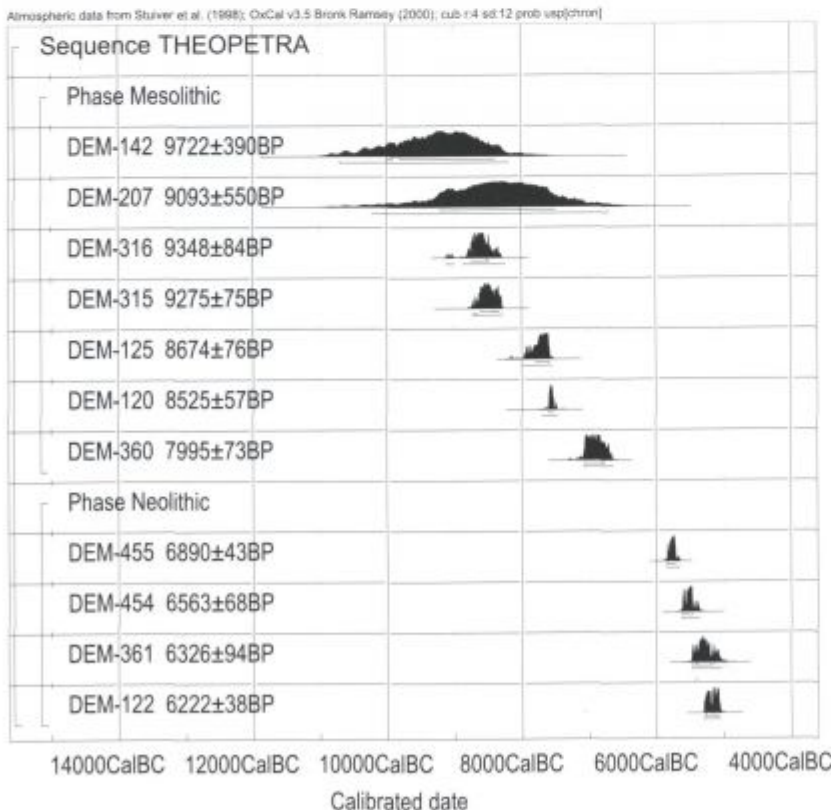 Atmospheric data from Stuiver et al. (1998); OxCal v3.5 Bronk Ramsey (2000); cub r:4 sd:12 prob usp[chron]
Sequence THEOPETRA
Phase Mesolithic
DEM-142 9722±390BP
DEM-207 9093±550BP
DEM-316 9348±84BP
DEM-315 9275±75BP
DEM-125 8674±76BP
DEM-120 8525±57BP
DEM-360 7995±73BP
Phase Neolithic
DEM-455 6890±43BP
DEM-454 6563±68BP
DEM-361 6326±94BP
DEM-122 6222±38BP
14000CalBC 12000CalBC 10000CalBC 8000CalBC 6000CalBC 4000CalBC
Calibrated date